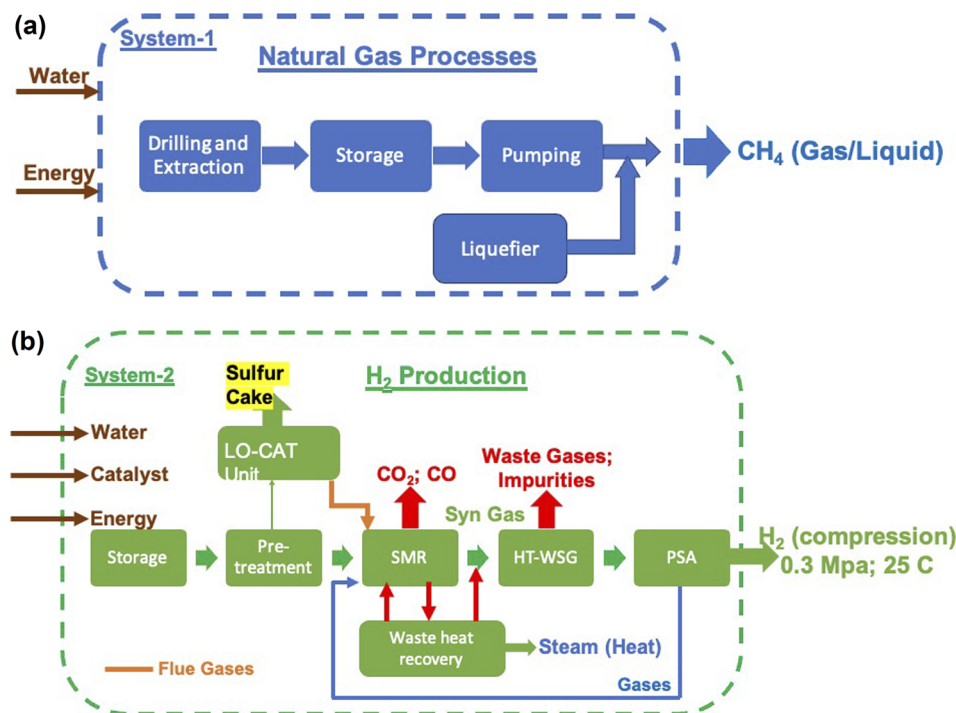 (a)
System-1
Natural Gas Processes
Water
Energy
Drilling and
Extraction
Storage
Pumping
CH₄ (Gas/Liquid)
Liquefier
(b)
System-2
Sulfur
Cake
H₂ Production
Water
Catalyst
Energy
LO-CAT
Unit
CO₂; CO
Waste Gases;
Impurities
Syn Gas
Storage
Pre-
treatment
SMR
HT-WSG
PSA
H₂ (compression)
0.3 Mpa; 25 C
Waste heat
recovery
Steam (Heat)
Flue Gases
Gases